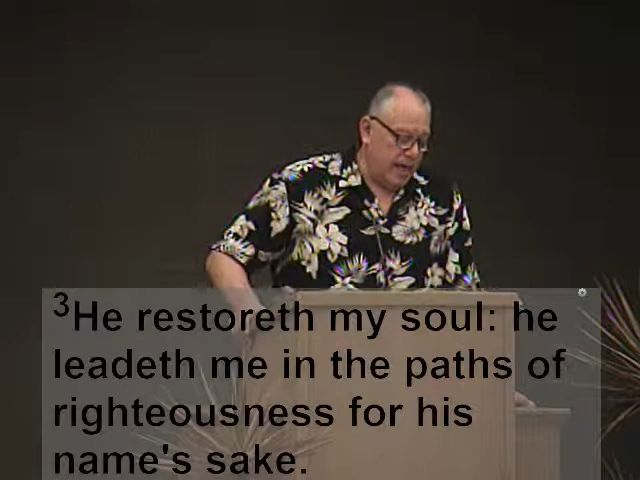 3He restoreth my soul: he
leadeth me in the paths of
righteousness for his
name's sake.